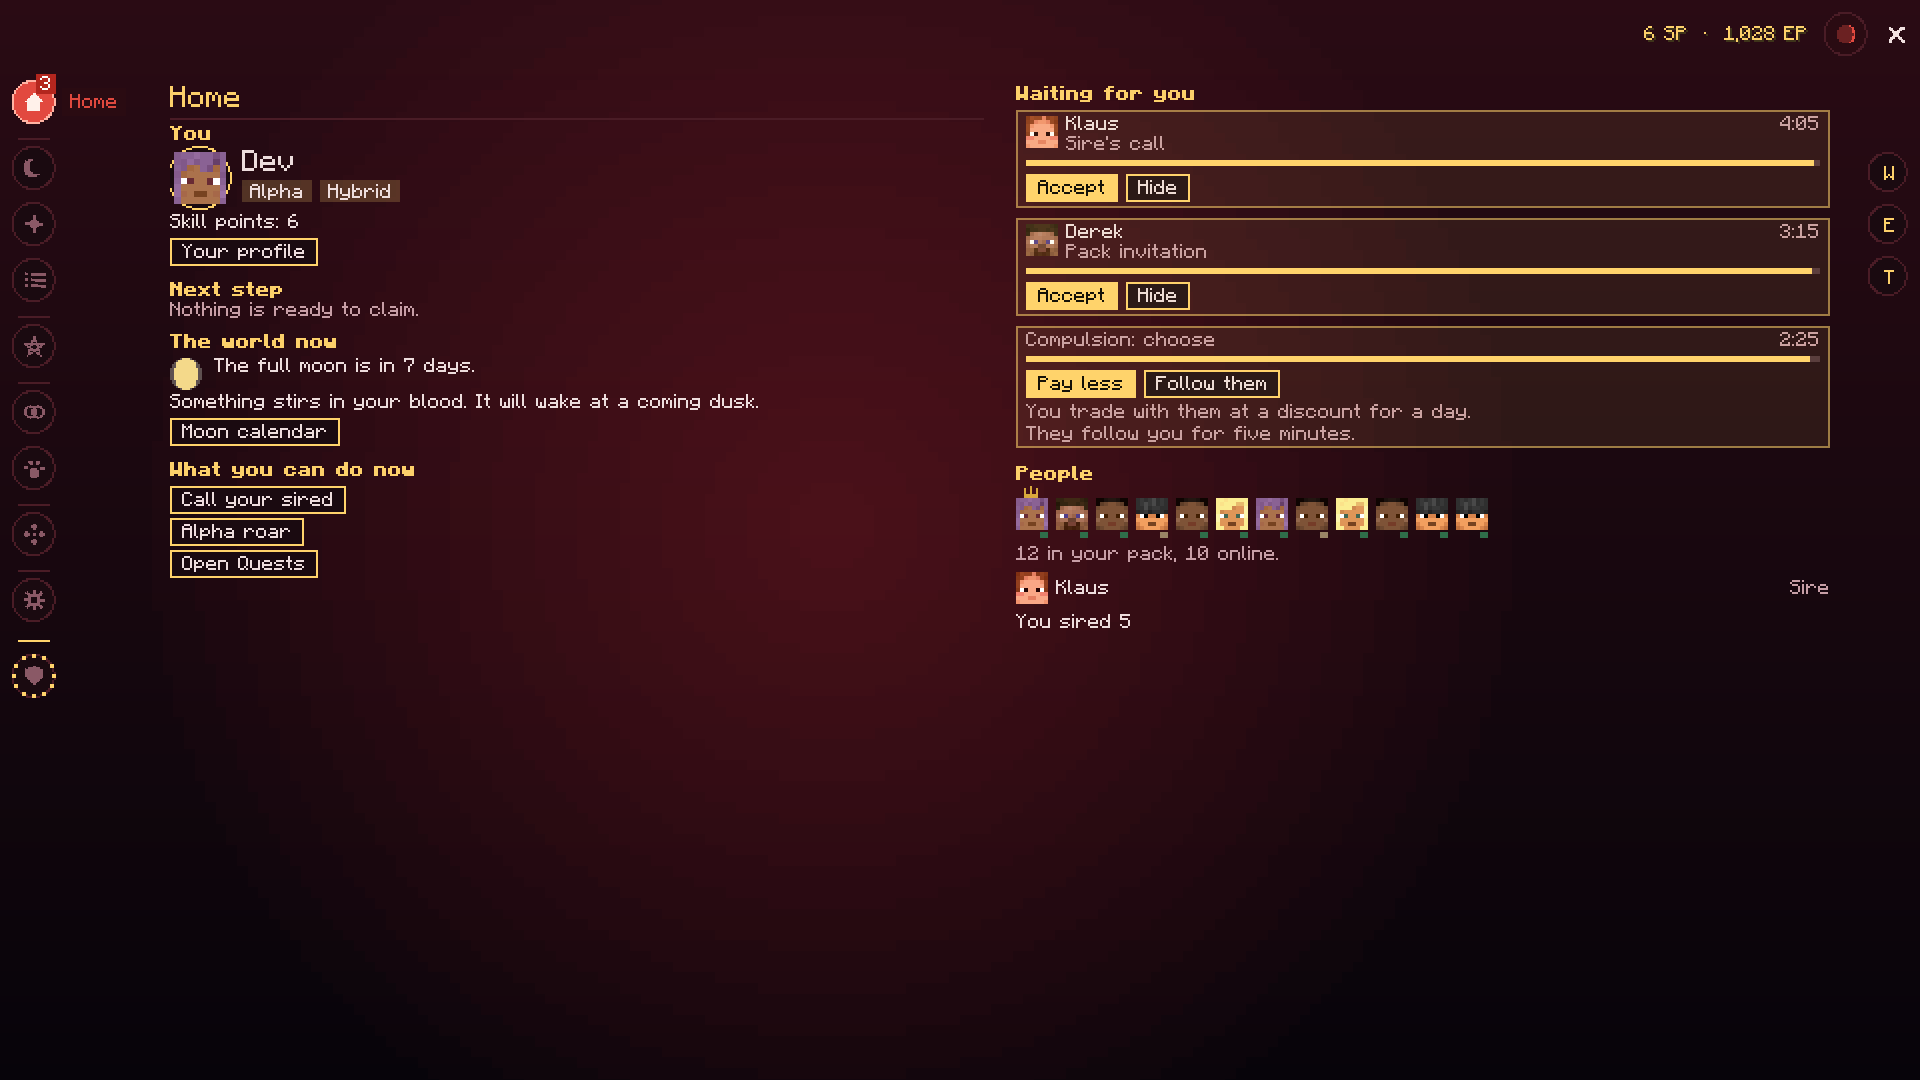 6 SP · 1,028 EP
3
Home
Home
You
Dev
Alpha Hybrid
Skill points: 6
Your profile
Next step
Nothing is ready to claim.
The world now
The full moon is in 7 days.
Something stirs in your blood. It will wake at a coming dusk.
Moon calendar
What you can do now
Call your sired
Alpha roar
Open Quests
Waiting for you
Klaus 4:05
Sire's call
Accept Hide
Derek 3:15
Pack invitation
Accept Hide
Compulsion: choose 2:25
Pay less Follow them
You trade with them at a discount for a day.
They follow you for five minutes.
People
12 in your pack, 10 online.
Klaus Sire
You sired 5
W
E
T